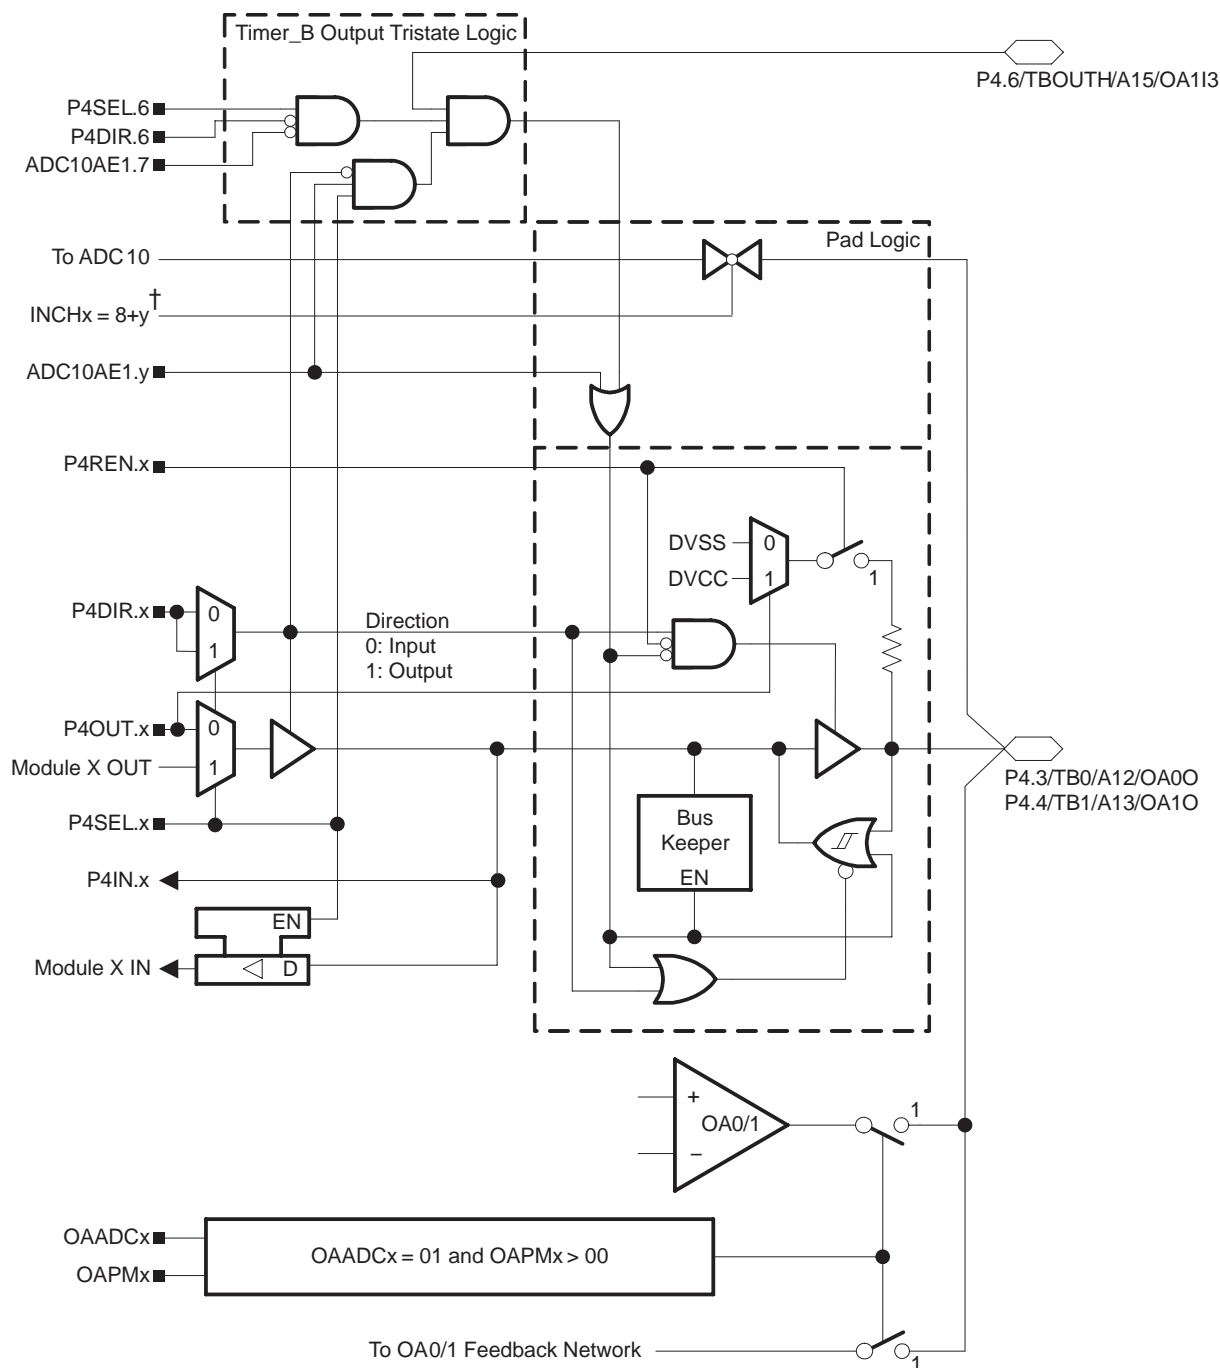 Timer_B Output Tristate Logic
P4.6/TBOUTH/A15/OA1I3
P4SEL.6
P4DIR.6
ADC10AE1.7
Pad Logic
To ADC 10
INCHx = 8+y†
ADC10AE1.y
P4REN.x
DVSS
0
DVCC
1
1
P4DIR.x
0
1
Direction
0: Input
1: Output
P4OUT.x
0
Module X OUT
1
P4.3/TB0/A12/OA0O
P4.4/TB1/A13/OA1O
P4SEL.x
Bus
Keeper
EN
P4IN.x
EN
Module X IN
D
+
OA0/1
−
1
OAADCx
OAPMx
OAADCx = 01 and OAPMx > 00
To OA0/1 Feedback Network
1